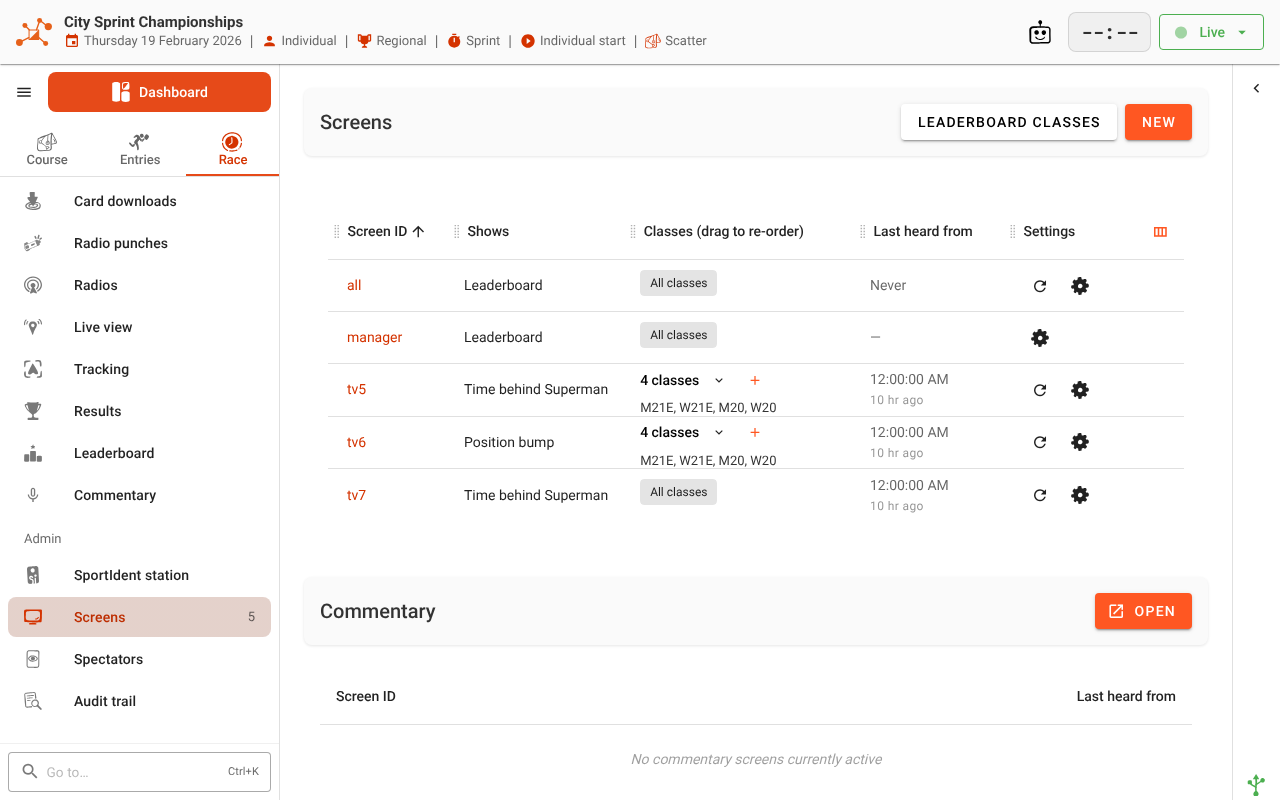 City Sprint Championships
Thursday 19 February 2026 | Individual | Regional | Sprint | Individual start | Scatter
--:--
Live
Dashboard
Course
Entries
Race
Card downloads
Radio punches
Radios
Live view
Tracking
Results
Leaderboard
Commentary
Admin
SportIdent station
Screens 5
Spectators
Audit trail
Go to... Ctrl+K
Screens
LEADERBOARD CLASSES
NEW
Screen ID Shows Classes (drag to re-order) Last heard from Settings
all Leaderboard All classes Never
manager Leaderboard All classes —
tv5 Time behind Superman 4 classes + 12:00:00 AM
M21E, W21E, M20, W20 10 hr ago
tv6 Position bump 4 classes + 12:00:00 AM
M21E, W21E, M20, W20 10 hr ago
tv7 Time behind Superman All classes 12:00:00 AM
10 hr ago
Commentary
OPEN
Screen ID Last heard from
No commentary screens currently active